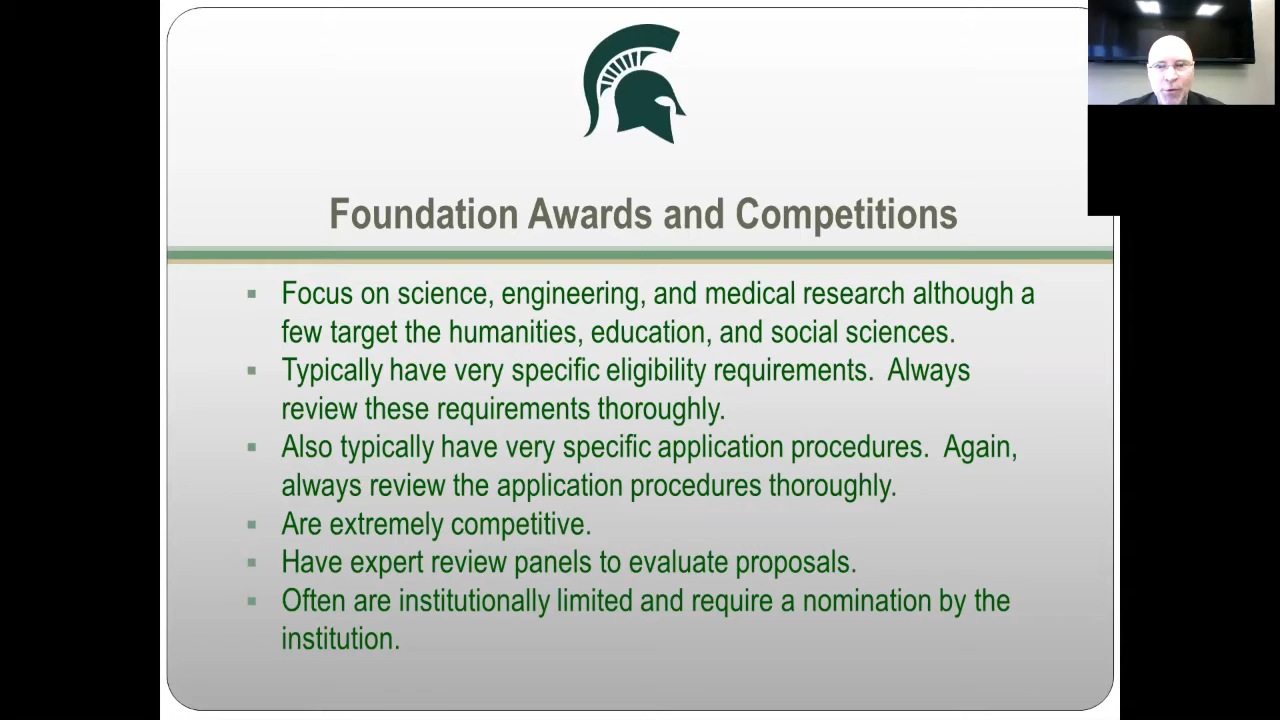 Foundation Awards and Competitions
▪ Focus on science, engineering, and medical research although a
few target the humanities, education, and social sciences.
▪ Typically have very specific eligibility requirements.  Always
review these requirements thoroughly.
▪ Also typically have very specific application procedures.  Again,
always review the application procedures thoroughly.
▪ Are extremely competitive.
▪ Have expert review panels to evaluate proposals.
▪ Often are institutionally limited and require a nomination by the
institution.